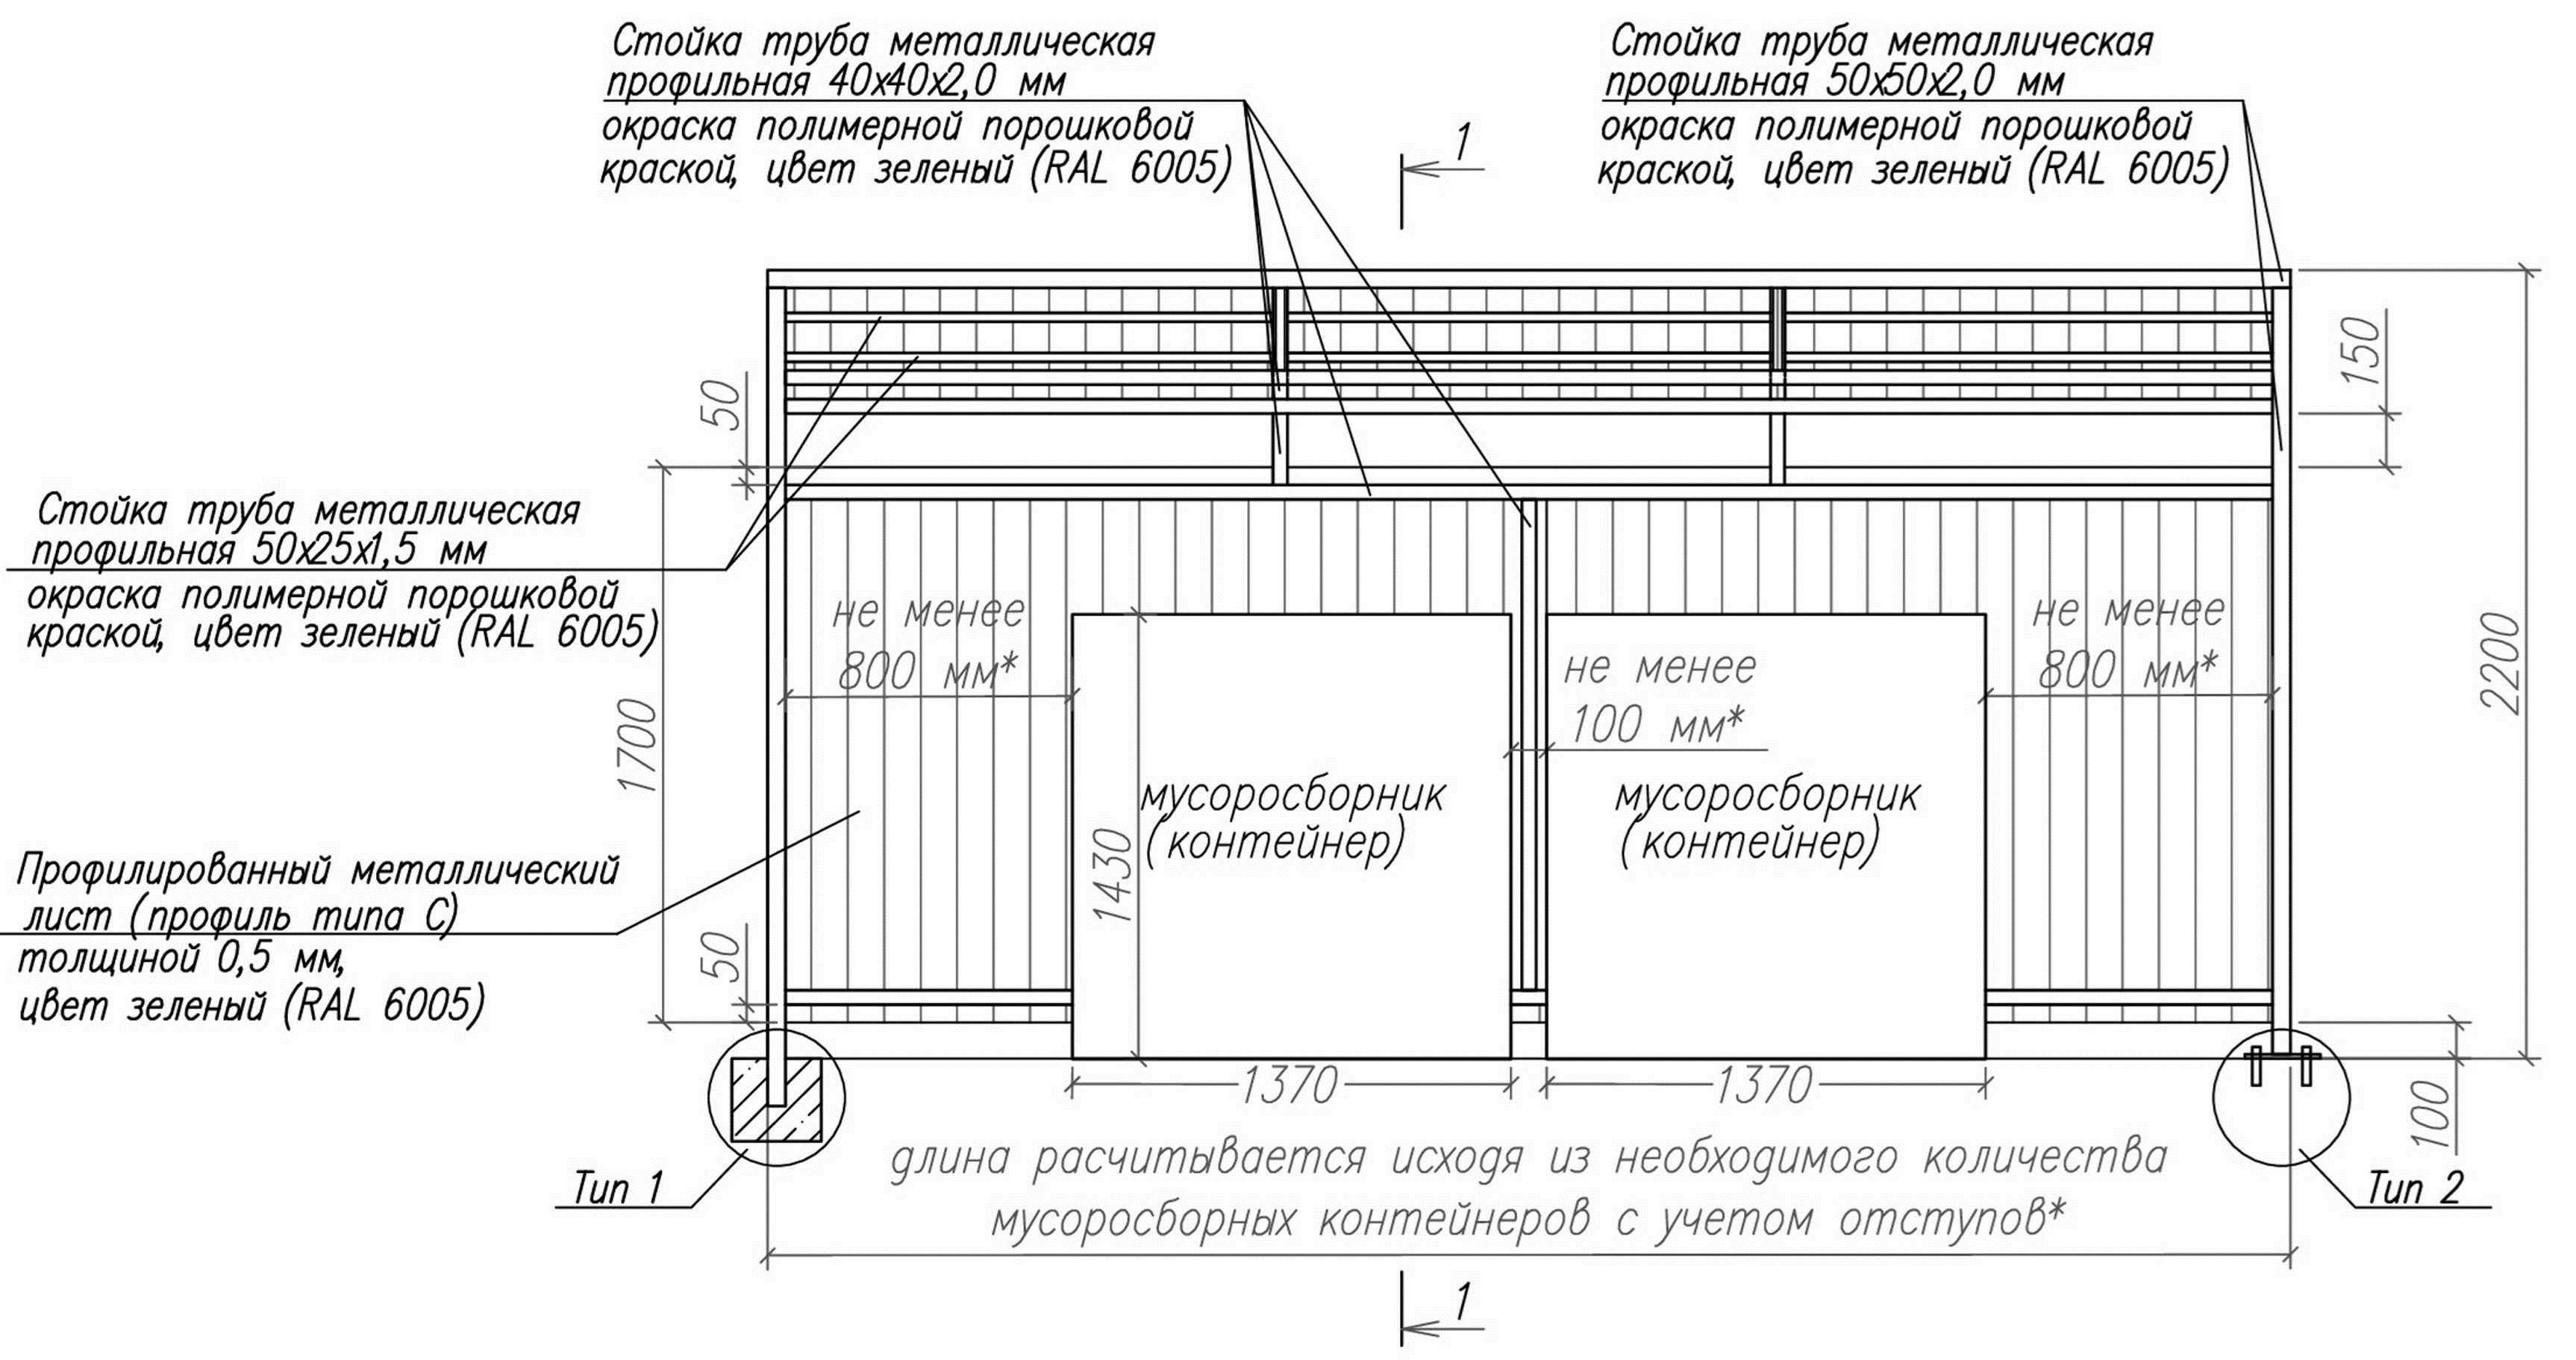 Стойка труба металлическая
профильная 40х40х2,0 мм
окраска полимерной порошковой
краской, цвет зеленый (RAL 6005)
Стойка труба металлическая
профильная 50х50х2,0 мм
окраска полимерной порошковой
краской, цвет зеленый (RAL 6005)
1
150
50
Стойка труба металлическая
профильная 50х25х1,5 мм
окраска полимерной порошковой
краской, цвет зеленый (RAL 6005)
не менее
800 мм*
не менее
100 мм*
не менее
800 мм*
2200
1700
мусоросборник
(контейнер)
мусоросборник
(контейнер)
1430
Профилированный металлический
лист (профиль типа С)
толщиной 0,5 мм,
цвет зеленый (RAL 6005)
50
1370
1370
100
Тип 1
длина расчитывается исходя из необходимого количества
мусоросборных контейнеров с учетом отступов*
Тип 2
1